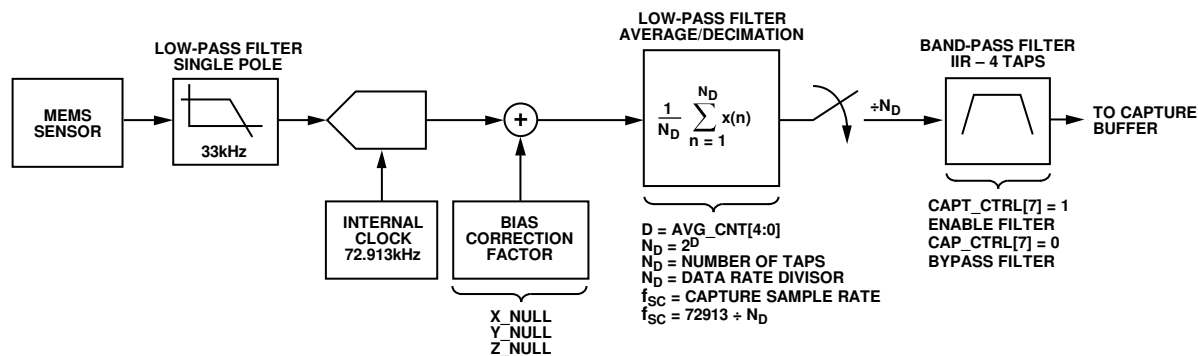 LOW-PASS FILTER
SINGLE POLE
LOW-PASS FILTER
AVERAGE/DECIMATION
BAND-PASS FILTER
IIR – 4 TAPS
MEMS
SENSOR
33kHz
+
1
N_D
N_D
∑ x(n)
n = 1
÷N_D
TO CAPTURE
BUFFER
INTERNAL
CLOCK
72.913kHz
BIAS
CORRECTION
FACTOR
X_NULL
Y_NULL
Z_NULL
D = AVG_CNT[4:0]
N_D = 2^D
N_D = NUMBER OF TAPS
N_D = DATA RATE DIVISOR
f_SC = CAPTURE SAMPLE RATE
f_SC = 72913 ÷ N_D
CAPT_CTRL[7] = 1
ENABLE FILTER
CAP_CTRL[7] = 0
BYPASS FILTER